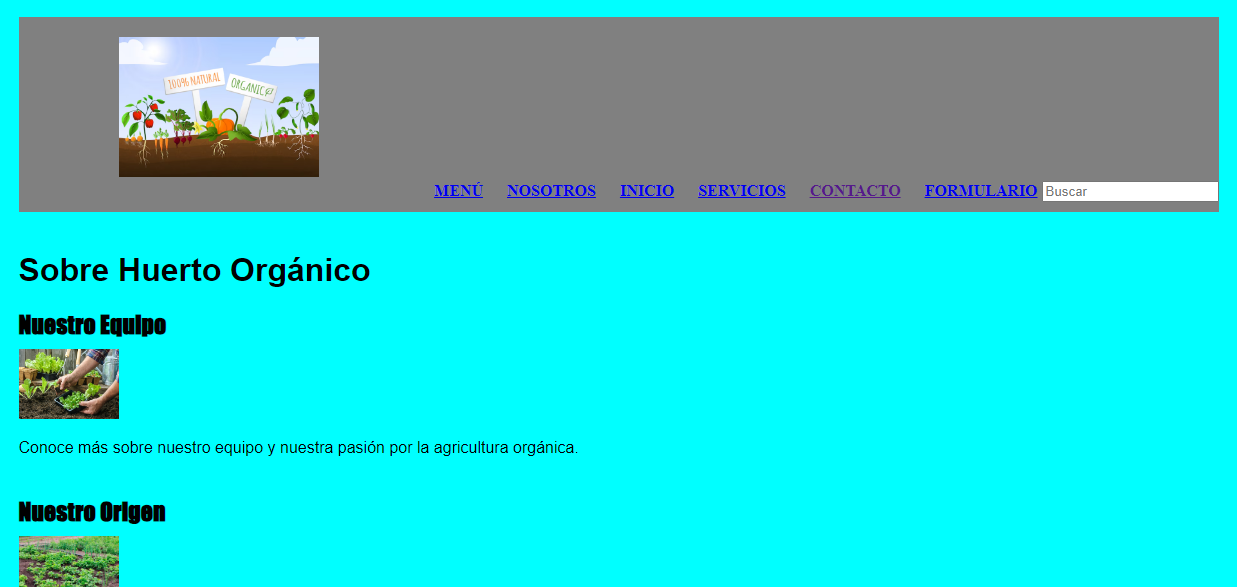 100% NATURAL
ORGANIC
MENÚ NOSOTROS INICIO SERVICIOS CONTACTO FORMULARIO Buscar
Sobre Huerto Orgánico
Nuestro Equipo
Conoce más sobre nuestro equipo y nuestra pasión por la agricultura orgánica.
Nuestro Origen